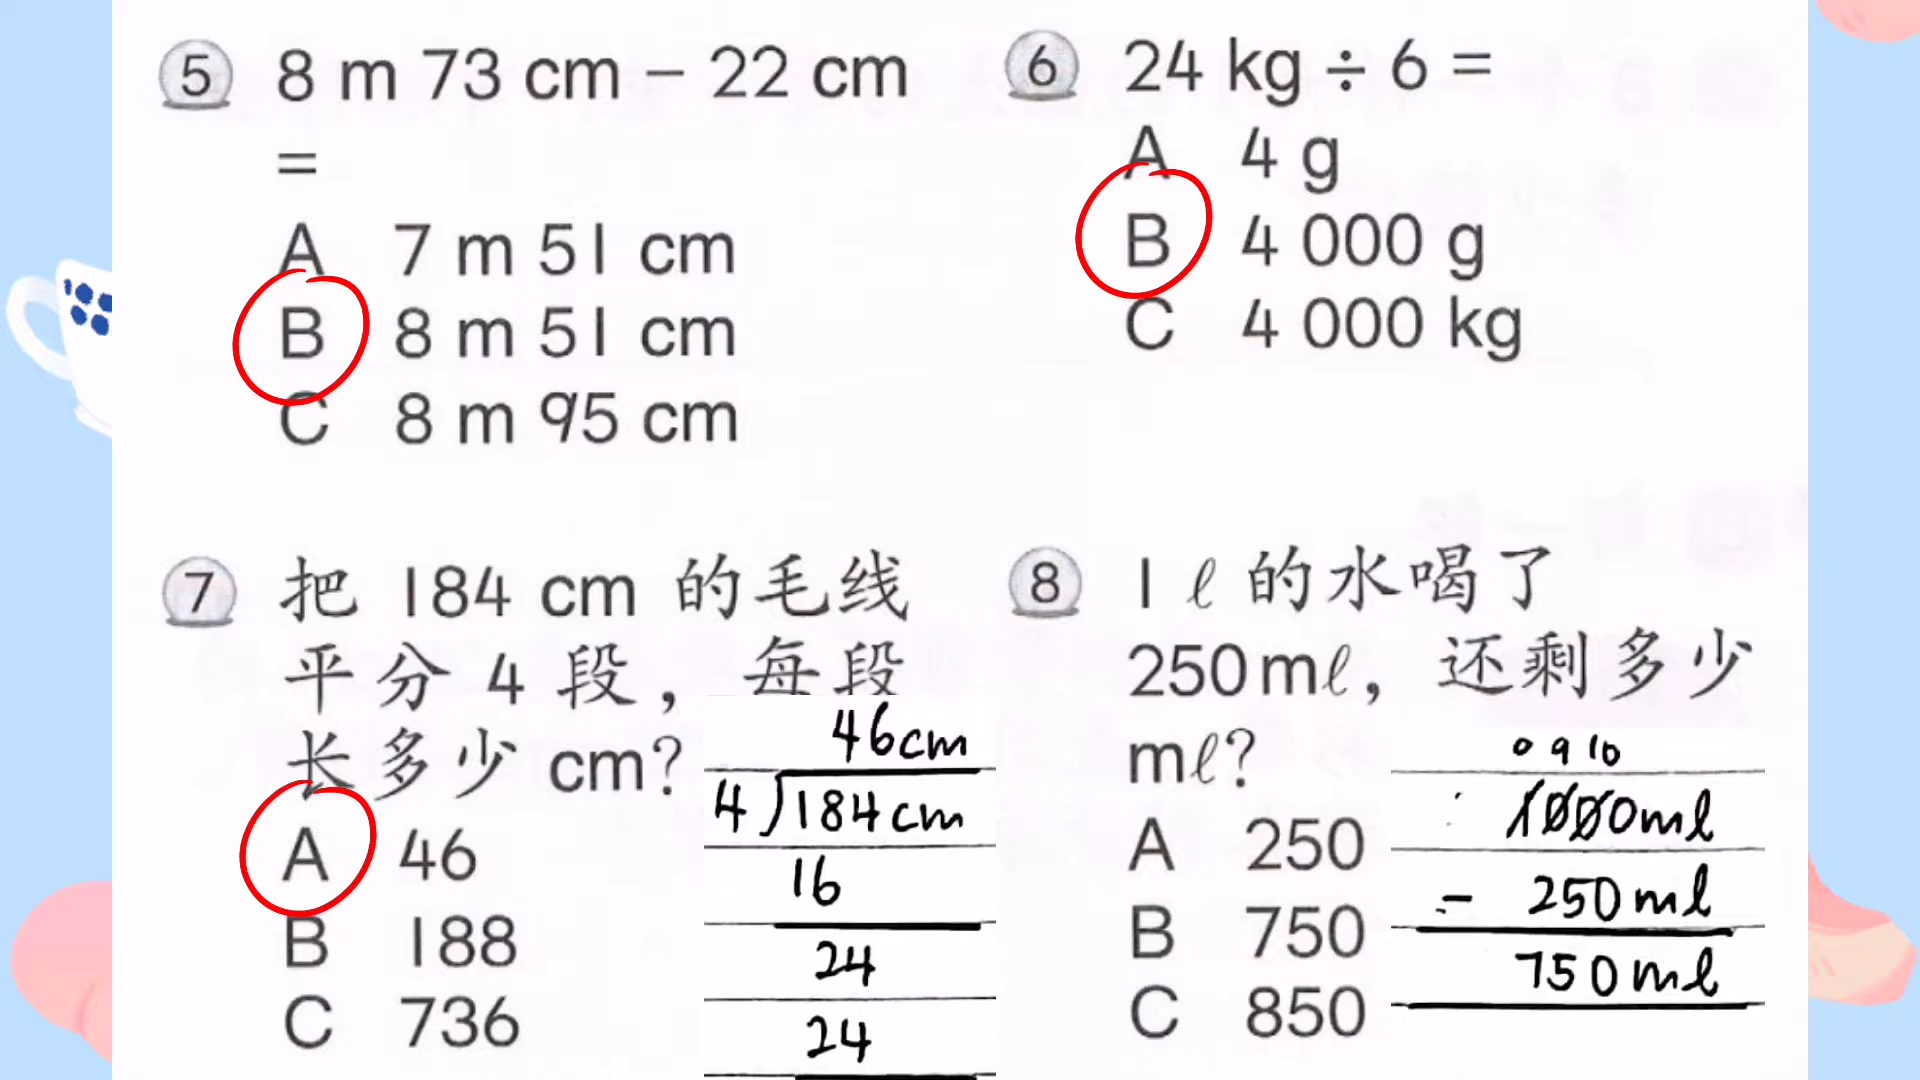 5 8 m 73 cm − 22 cm
=
A 7 m 51 cm
B 8 m 51 cm
C 8 m 95 cm
6 24 kg ÷ 6 =
A 4 g
B 4 000 g
C 4 000 kg
7 把 184 cm 的毛线
平分 4 段，每段
长多少 cm?
A 46
B 188
C 736
46cm
4 184cm
16
24
24
8 1 ℓ 的水喝了
250mℓ，还剩多少
mℓ?
A 250
B 750
C 850
0 9 10
1000ml
− 250ml
750ml